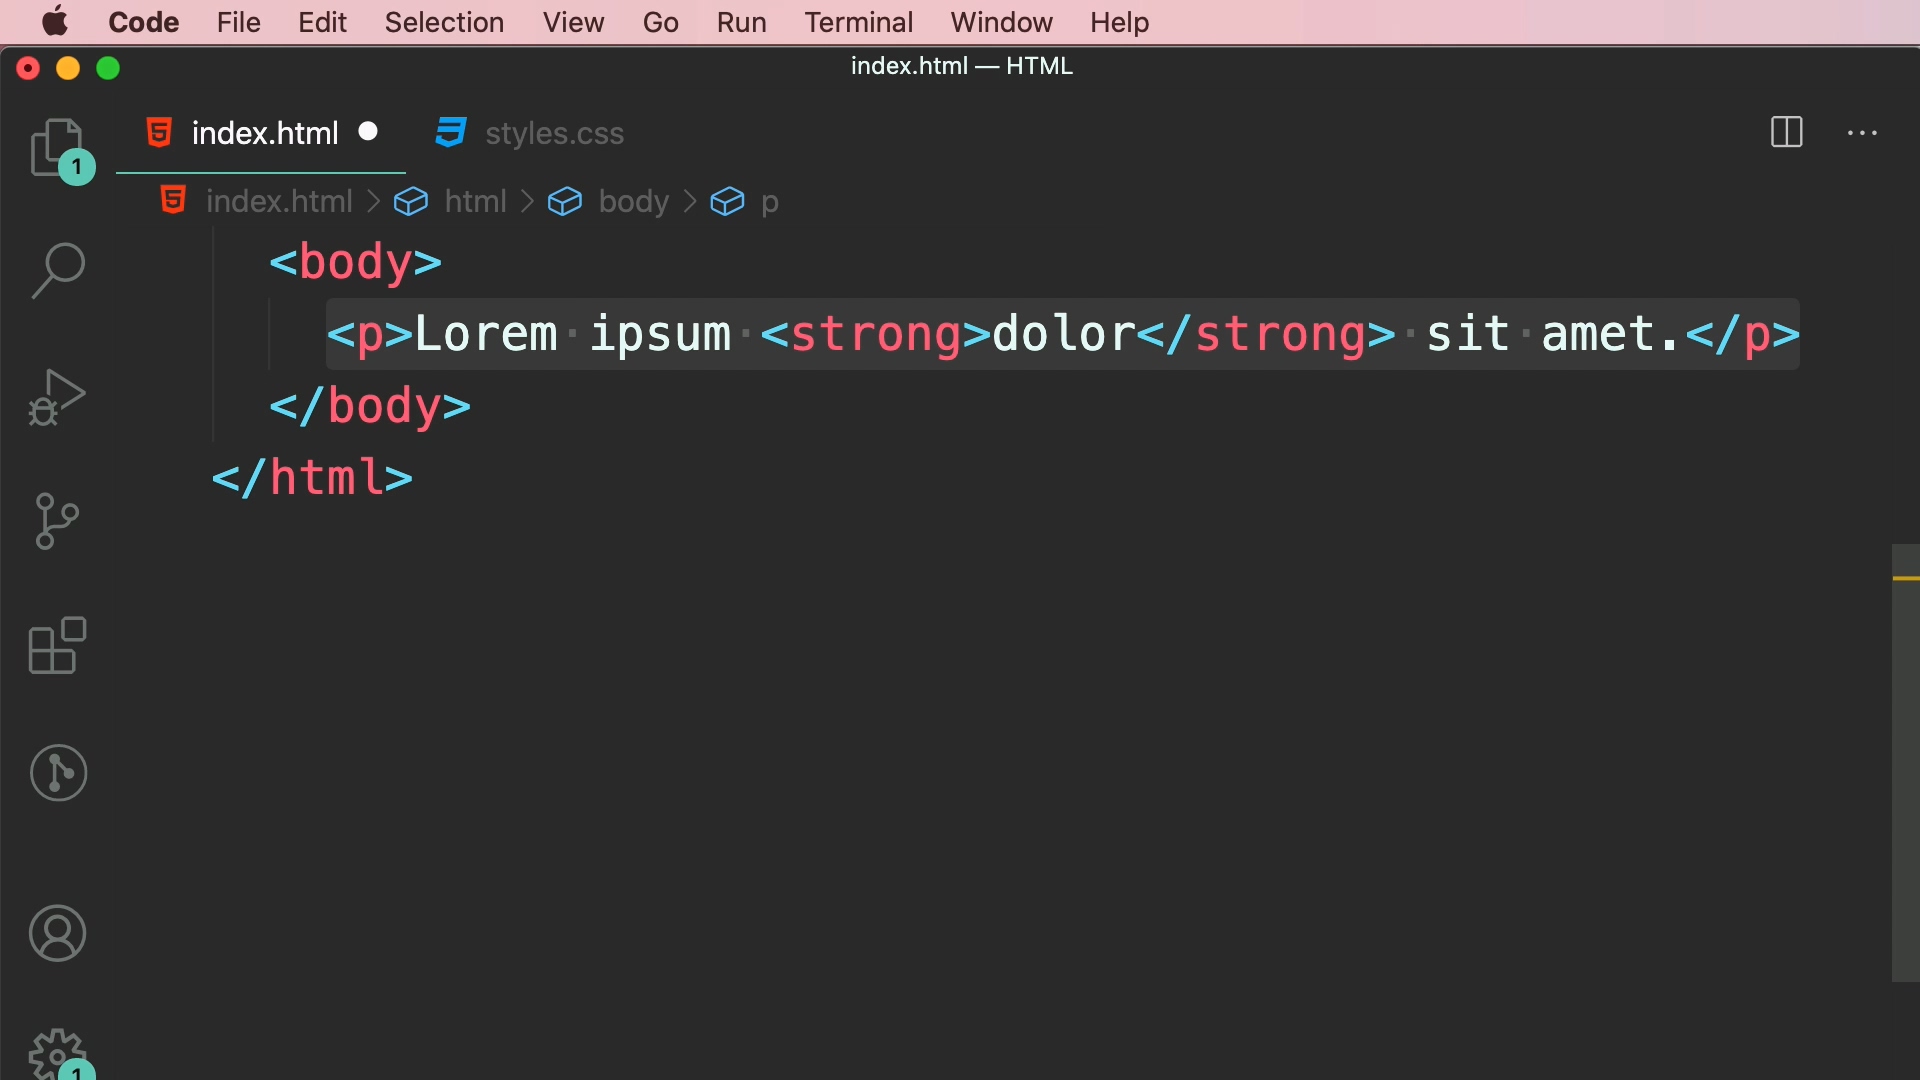 Code File Edit Selection View Go Run Terminal Window Help
index.html — HTML
index.html styles.css
1
index.html > html > body > p
<body>
<p>Lorem ipsum <strong>dolor</strong> sit amet.</p>
</body>
</html>
1